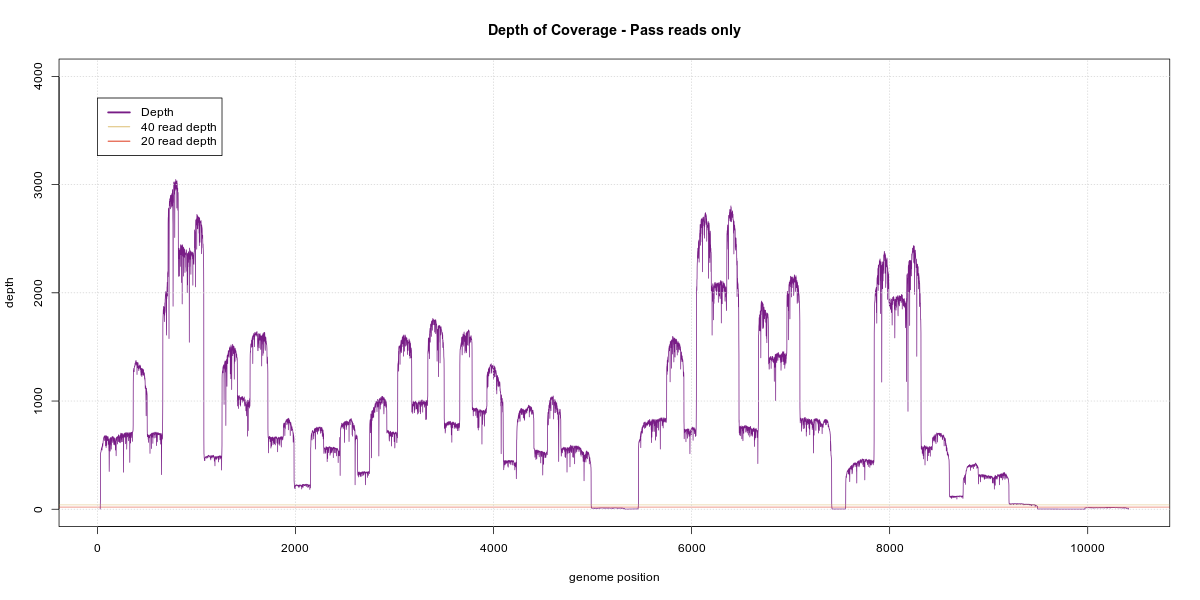 Depth of Coverage - Pass reads only
depth
4000
3000
2000
1000
0
Depth
40 read depth
20 read depth
0
2000
4000
6000
8000
10000
genome position